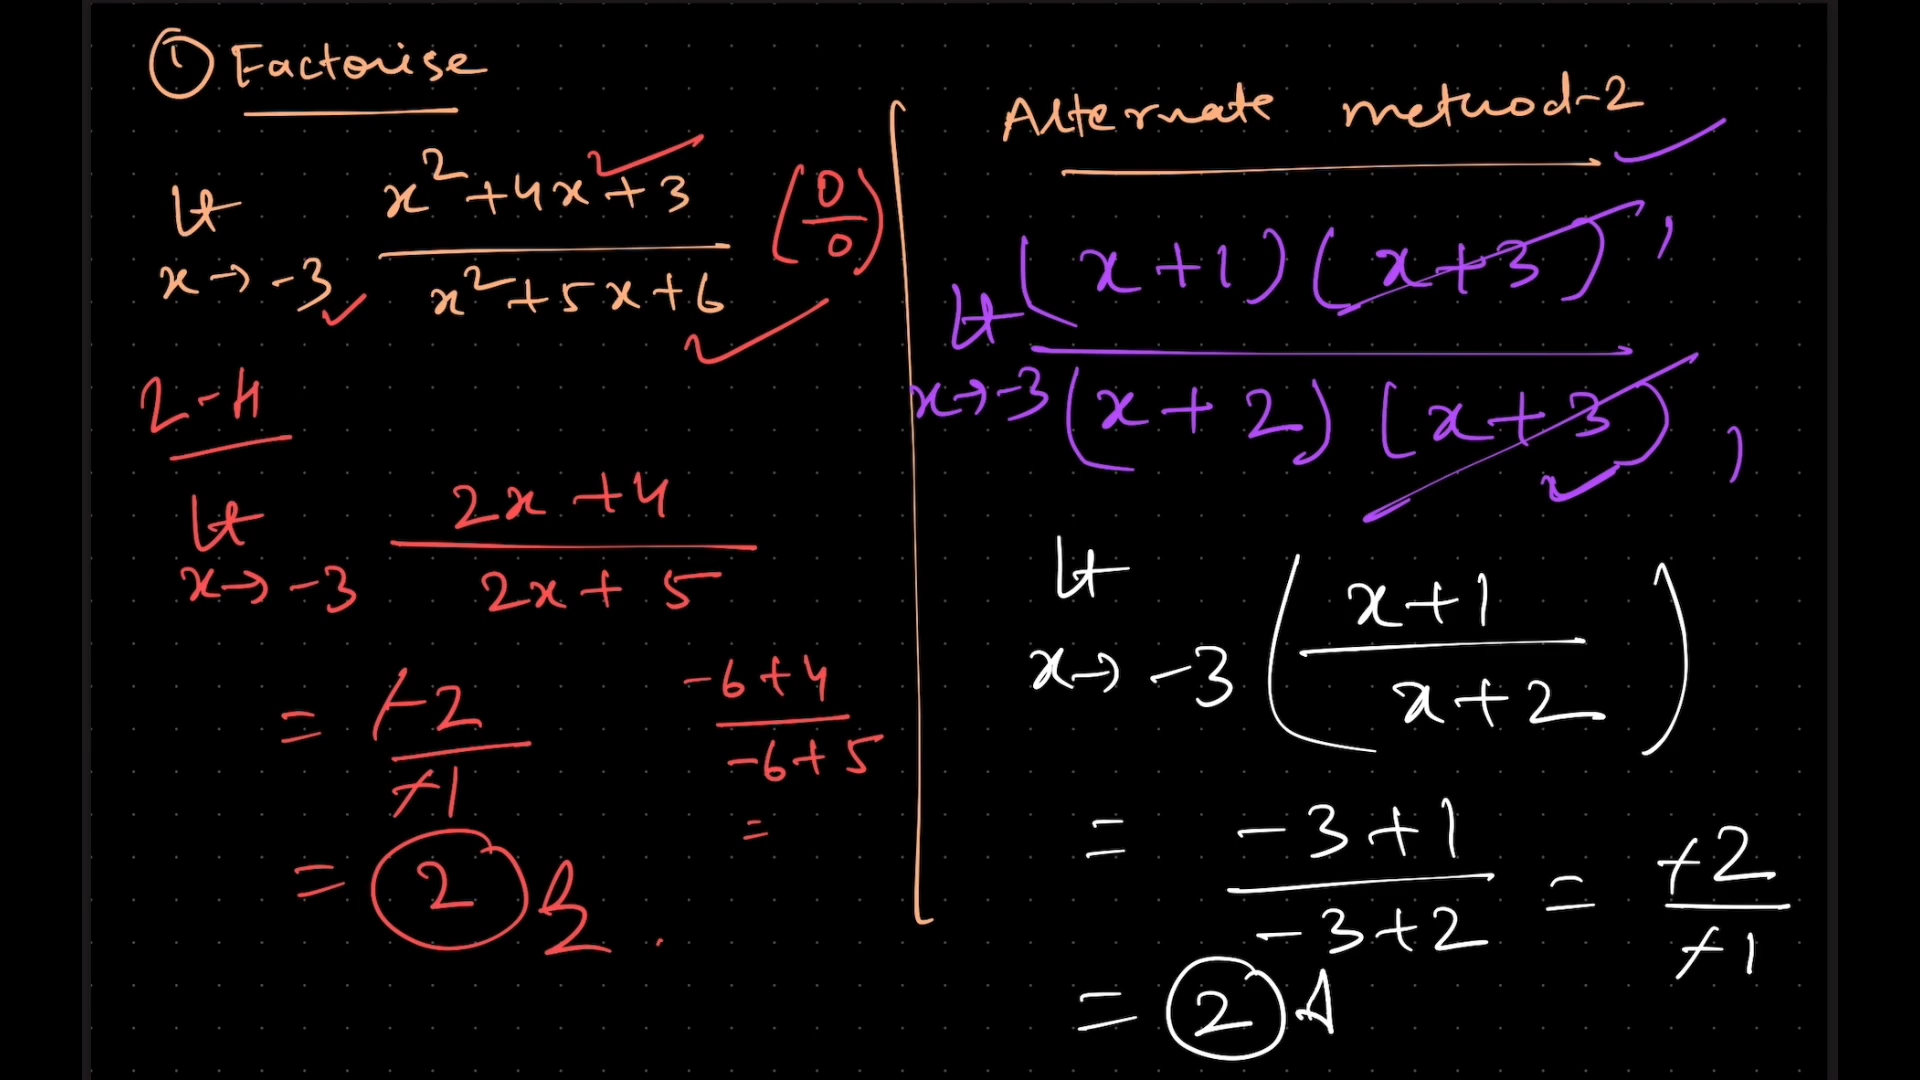 ① Factorise
lt x→-3 (x²+4x+3)/(x²+5x+6) (0/0)
L-H
lt x→-3 (2x+4)/(2x+5)
= -2/-1 (-6+4)/(-6+5)
= 2 =
Alternate method-2
lt x→-3 (x+1)(x+3)/(x+2)(x+3)
lt x→-3 ((x+1)/(x+2))
= (-3+1)/(-3+2) = -2/-1
= 2